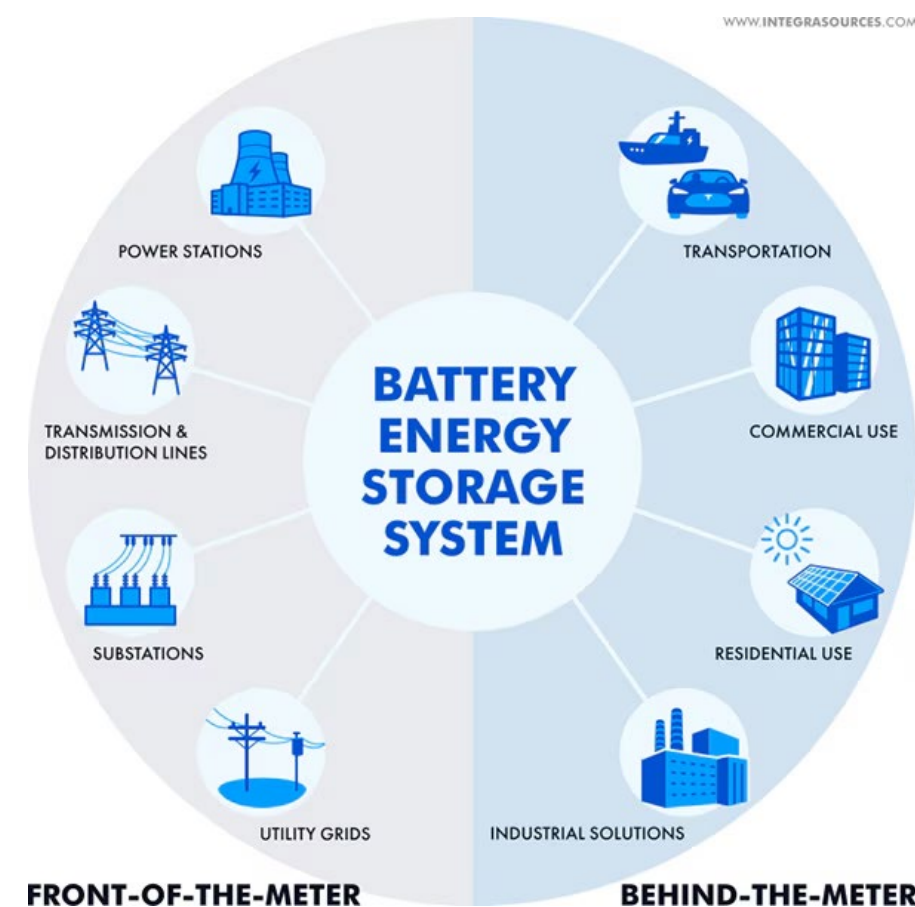 WWW.INTEGRASOURCES.COM
POWER STATIONS
TRANSPORTATION
TRANSMISSION &
DISTRIBUTION LINES
COMMERCIAL USE
BATTERY
ENERGY
STORAGE
SYSTEM
SUBSTATIONS
RESIDENTIAL USE
UTILITY GRIDS
INDUSTRIAL SOLUTIONS
FRONT-OF-THE-METER
BEHIND-THE-METER